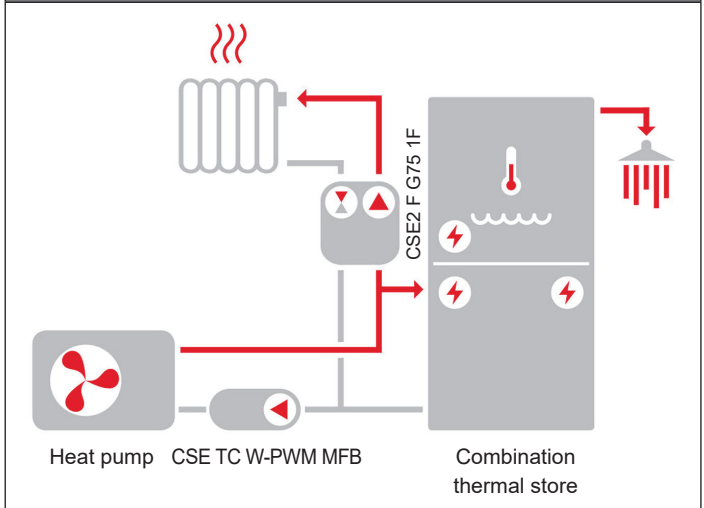 CSE2 F G75 1F
Heat pump
CSE TC W-PWM MFB
Combination
thermal store